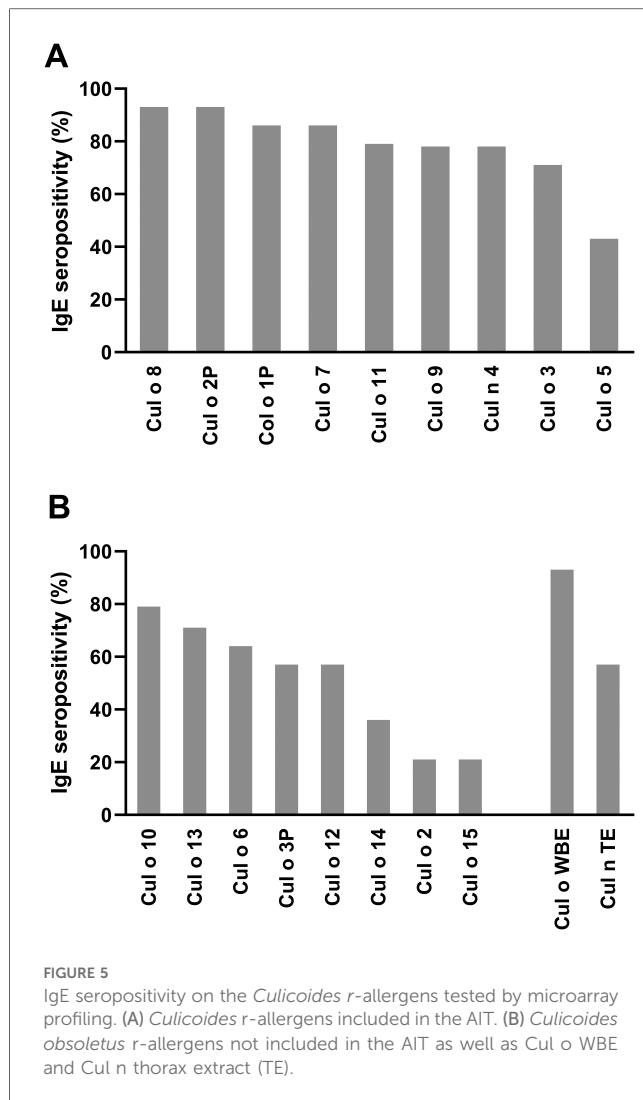 A
IgE seropositivity (%)
100
80
60
40
20
0
Cul o 8
Cul o 2P
Col o 1P
Cul o 7
Cul o 11
Cul o 9
Cul n 4
Cul o 3
Cul o 5
B
IgE seropositivity (%)
100
80
60
40
20
0
Cul o 10
Cul o 13
Cul o 6
Cul o 3P
Cul o 12
Cul o 14
Cul o 2
Cul o 15
Cul o WBE
Cul n TE
FIGURE 5
IgE seropositivity on the Culicoides r-allergens tested by microarray
profiling. (A) Culicoides r-allergens included in the AIT. (B) Culicoides
obsoletus r-allergens not included in the AIT as well as Cul o WBE
and Cul n thorax extract (TE).